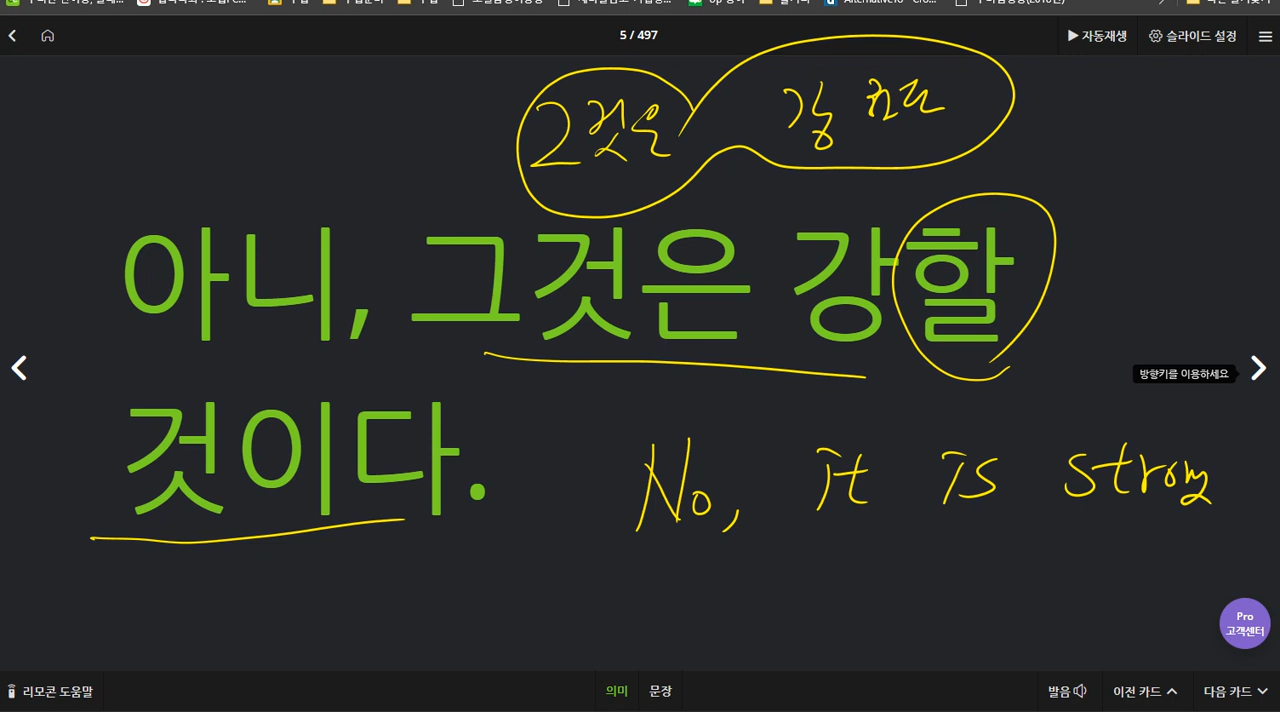 5 / 497
▶ 자동재생
슬라이드 설정
그것은 강하다
아니, 그것은 강할
것이다.
방향키를 이용하세요
No, it is strong
Pro
고객센터
리모콘 도움말
의미
문장
발음
이전 카드
다음 카드